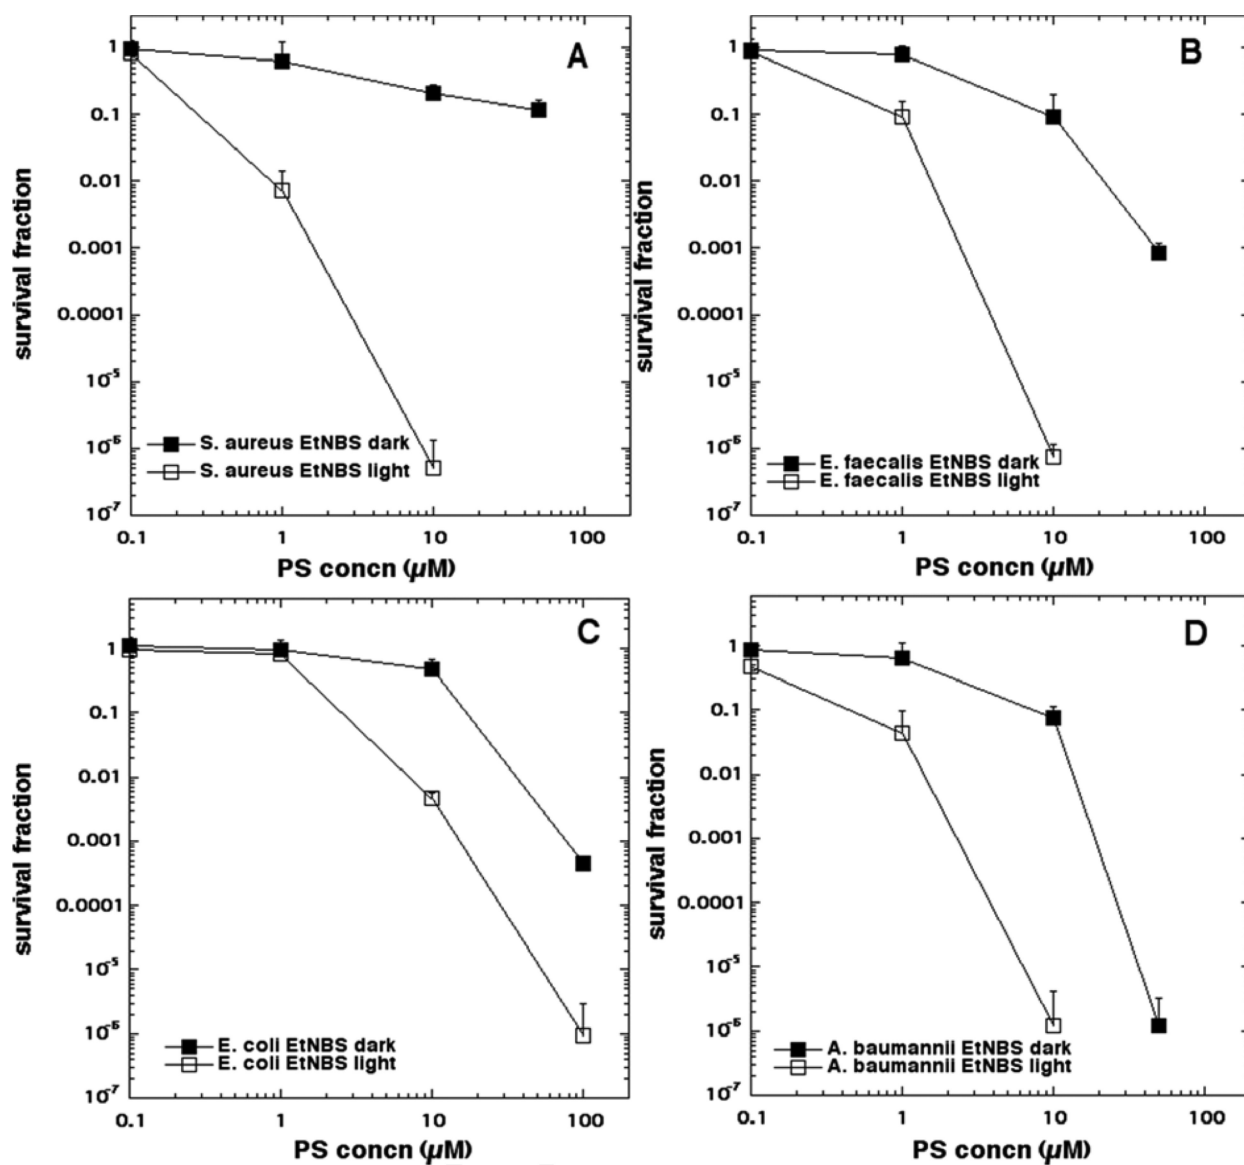 A
survival fraction
1
0.1
0.01
0.001
0.0001
10-5
10-6
10-7
S. aureus EtNBS dark
S. aureus EtNBS light
0.1 1 10 100
PS concn (µM)
B
survival fraction
1
0.1
0.01
0.001
0.0001
10-5
10-6
10-7
E. faecalis EtNBS dark
E. faecalis EtNBS light
0.1 1 10 100
PS concn (µM)
C
survival fraction
1
0.1
0.01
0.001
0.0001
10-5
10-6
10-7
E. coli EtNBS dark
E. coli EtNBS light
0.1 1 10 100
PS concn (µM)
D
survival fraction
1
0.1
0.01
0.001
0.0001
10-5
10-6
10-7
A. baumannii EtNBS dark
A. baumannii EtNBS light
0.1 1 10 100
PS concn (µM)